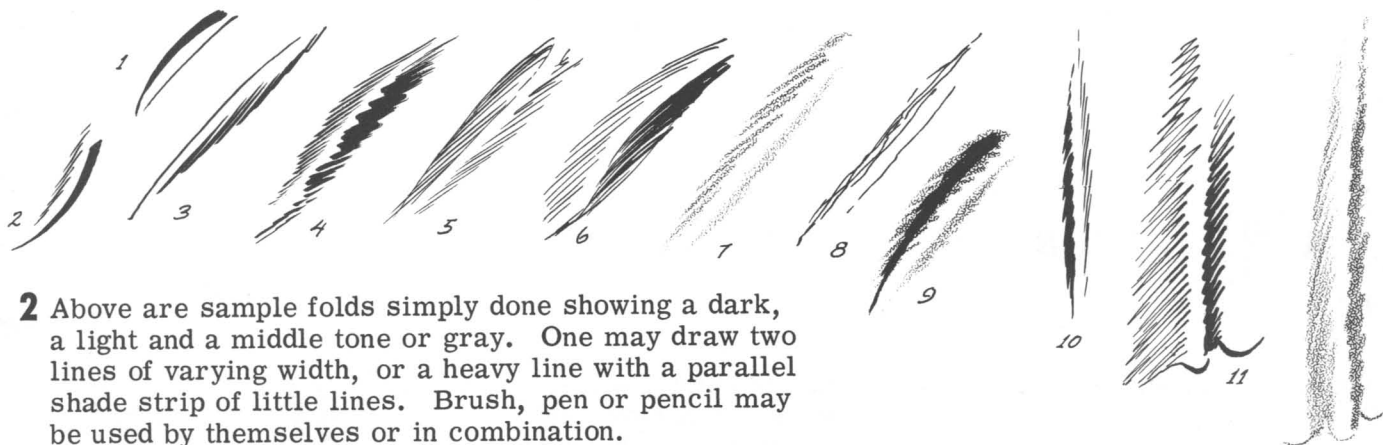 1
2
3
4
5
6
7
8
9
10
11
2 Above are sample folds simply done showing a dark,
a light and a middle tone or gray. One may draw two
lines of varying width, or a heavy line with a parallel
shade strip of little lines. Brush, pen or pencil may
be used by themselves or in combination.